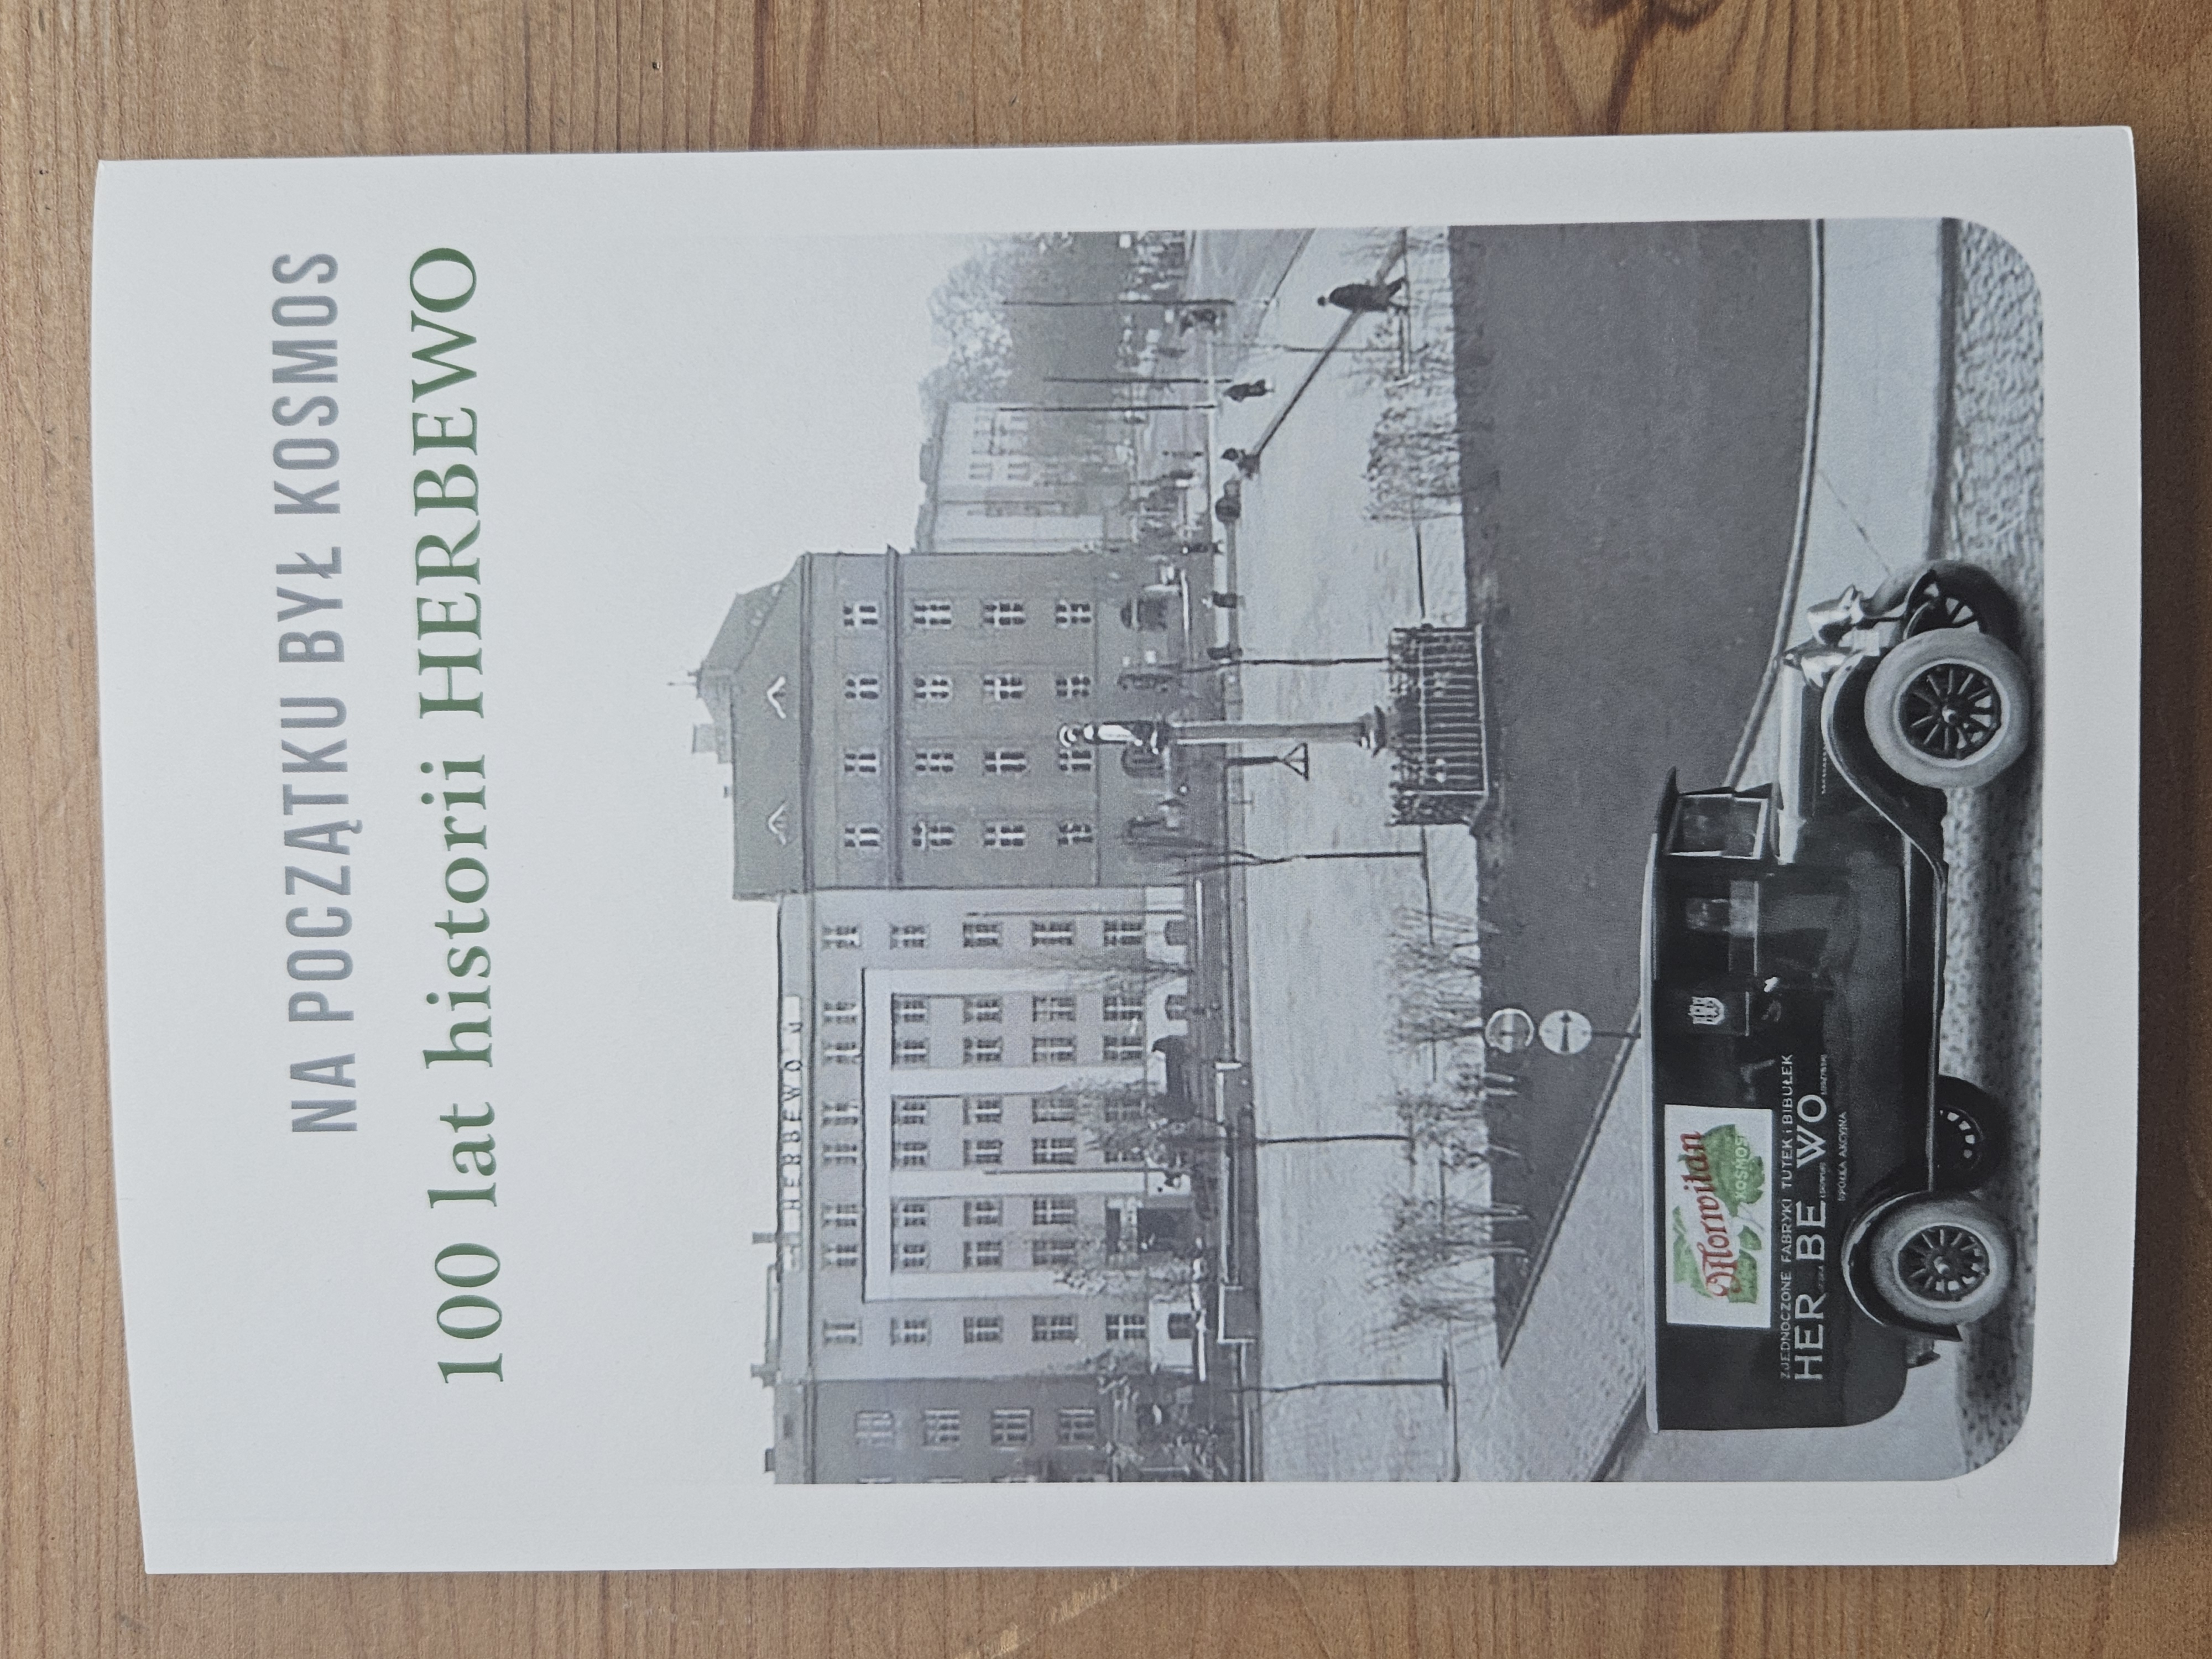 NA POCZĄTKU BYŁ KOSMOS
100 lat historii HERBEWO
HERBEWO
Morwitan
KOSMOS
ZJEDNOCZONE FABRYKI TUTEK i BIBUŁEK
HER BE WO
SPÓŁKA AKCYJNA